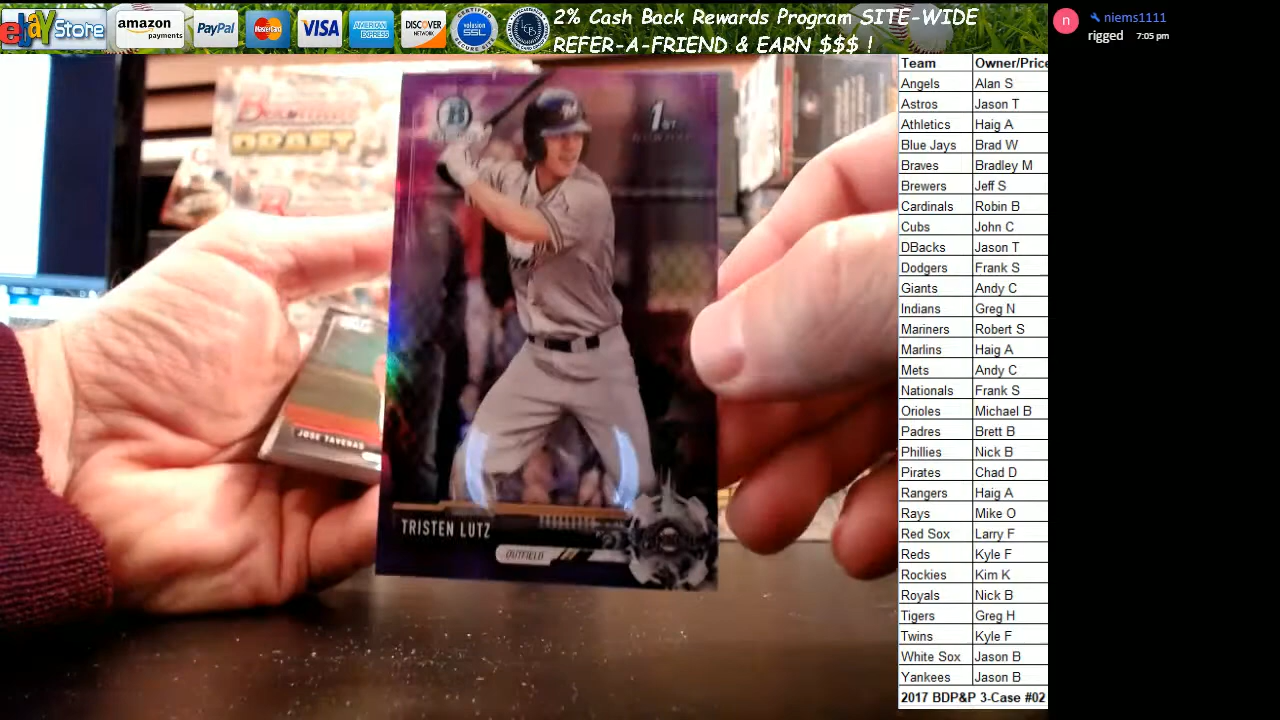 ebay Store
amazon payments
PayPal
MasterCard
VISA
AMERICAN EXPRESS
DISCOVER NETWORK
2% Cash Back Rewards Program SITE-WIDE
REFER-A-FRIEND & EARN $$$ !
n niems1111
rigged 7:05 pm
DRAFT
B
1ST
BOWMAN
JOSE TAVERAS
TRISTEN LUTZ
OUTFIELD
Team Owner/Price
Angels Alan S
Astros Jason T
Athletics Haig A
Blue Jays Brad W
Braves Bradley M
Brewers Jeff S
Cardinals Robin B
Cubs John C
DBacks Jason T
Dodgers Frank S
Giants Andy C
Indians Greg N
Mariners Robert S
Marlins Haig A
Mets Andy C
Nationals Frank S
Orioles Michael B
Padres Brett B
Phillies Nick B
Pirates Chad D
Rangers Haig A
Rays Mike O
Red Sox Larry F
Reds Kyle F
Rockies Kim K
Royals Nick B
Tigers Greg H
Twins Kyle F
White Sox Jason B
Yankees Jason B
2017 BDP&P 3-Case #02